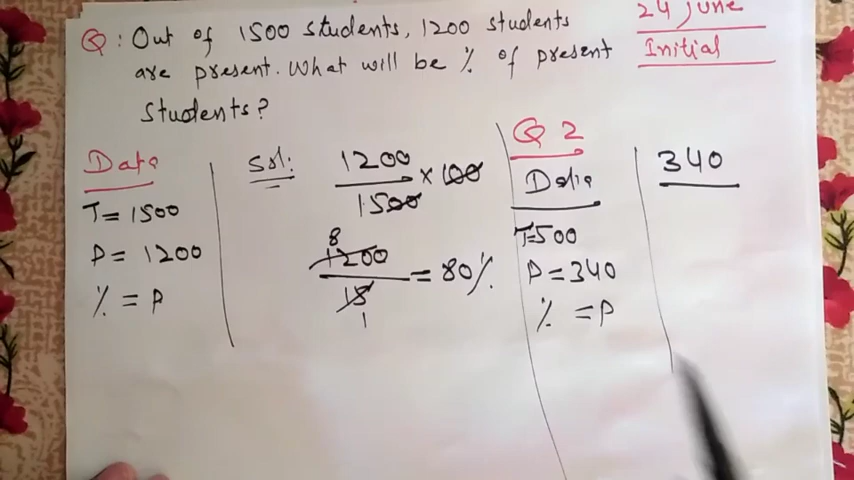 24 June
Initial
Q: Out of 1500 students, 1200 students
are present. What will be % of present
students?
Data
T= 1500
P= 1200
% = P
Sol:
1200
1500
× 100
8
1200
15
1
= 80%
Q 2
Data
T=500
P=340
% =P
340